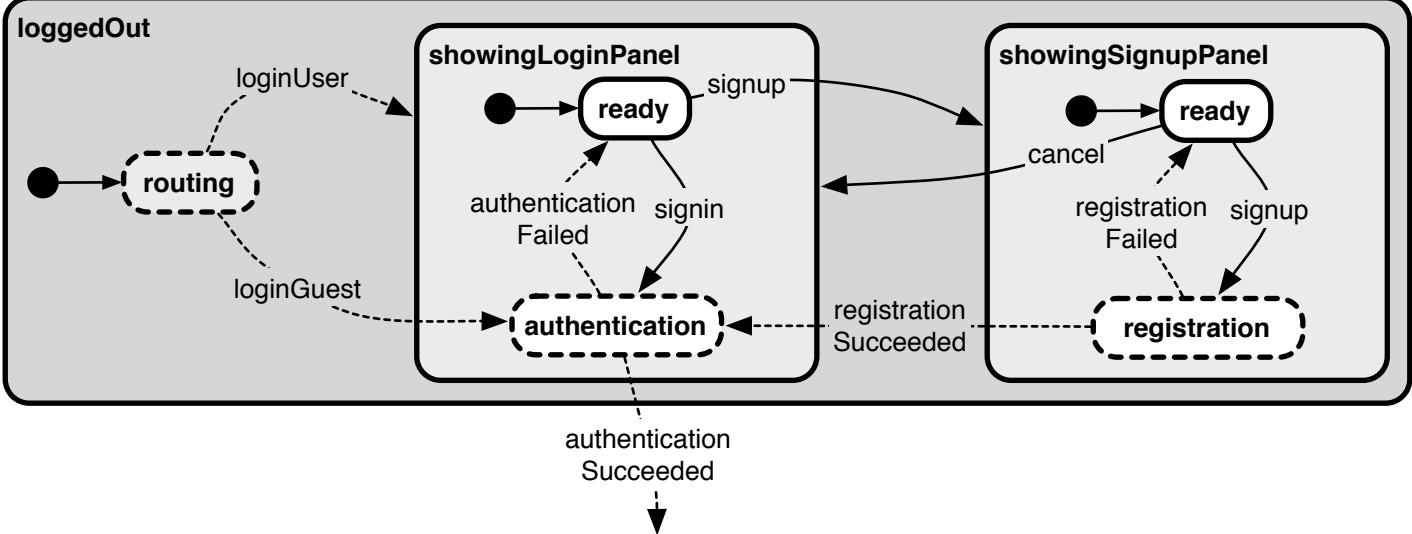 loggedOut
showingLoginPanel
showingSignupPanel
loginUser
ready
signup
ready
cancel
routing
authentication
Failed
signin
registration
Failed
signup
loginGuest
authentication
registration
Succeeded
registration
authentication
Succeeded